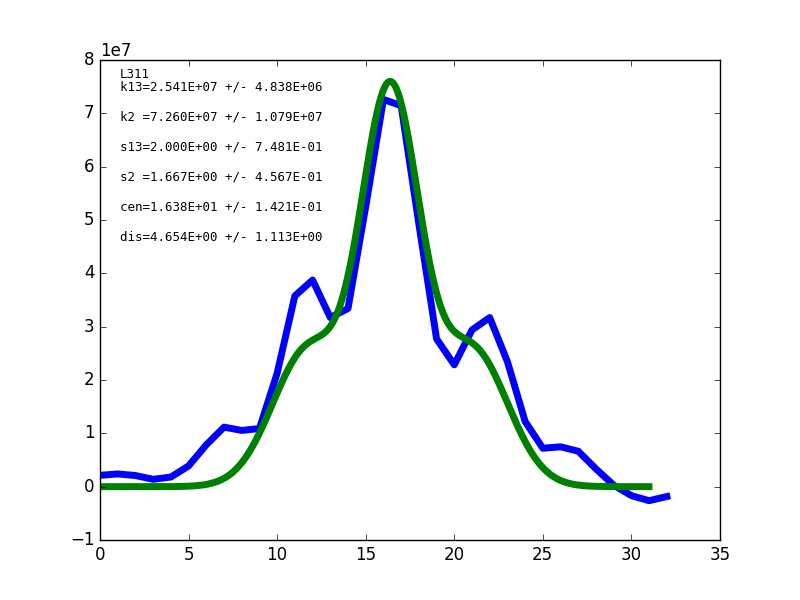 1e7
L311
k13=2.541E+07 +/- 4.838E+06
k2 =7.260E+07 +/- 1.079E+07
s13=2.000E+00 +/- 7.481E-01
s2 =1.667E+00 +/- 4.567E-01
cen=1.638E+01 +/- 1.421E-01
dis=4.654E+00 +/- 1.113E+00
8
7
6
5
4
3
2
1
0
−1
0 5 10 15 20 25 30 35